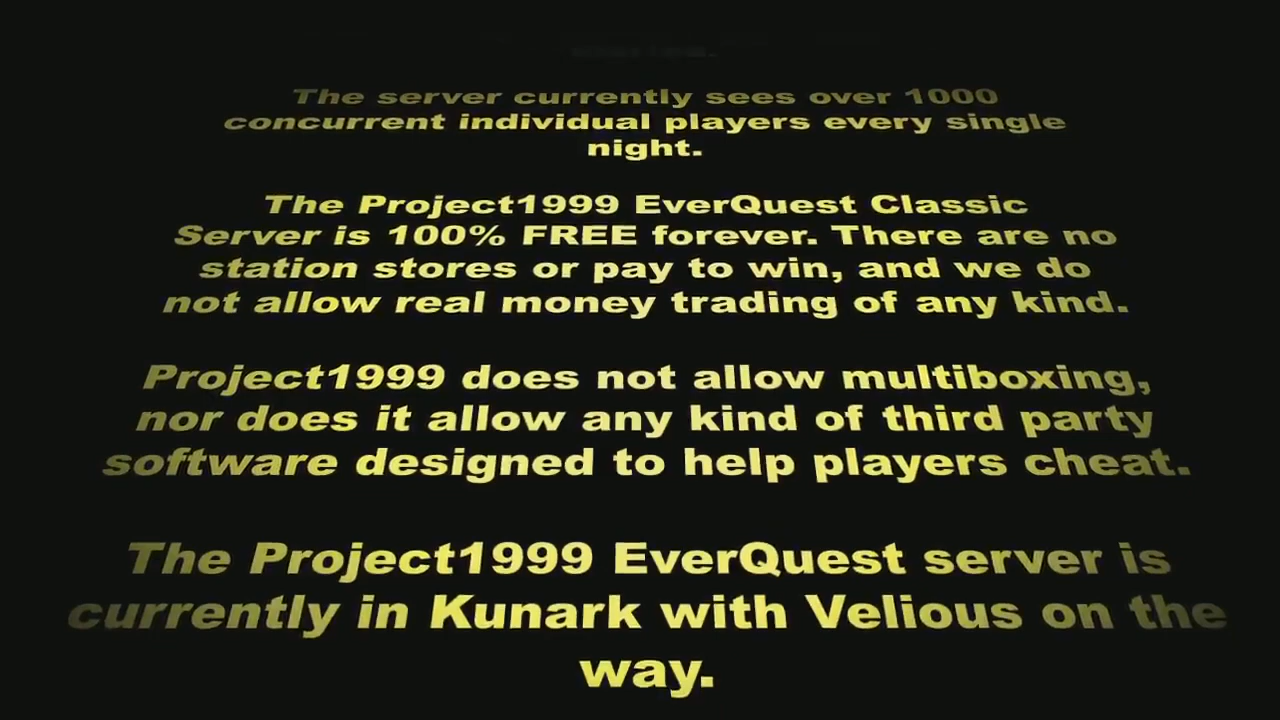 The server currently sees over 1000
concurrent individual players every single
night.
The Project1999 EverQuest Classic
Server is 100% FREE forever. There are no
station stores or pay to win, and we do
not allow real money trading of any kind.
Project1999 does not allow multiboxing,
nor does it allow any kind of third party
software designed to help players cheat.
The Project1999 EverQuest server is
currently in Kunark with Velious on the
way.